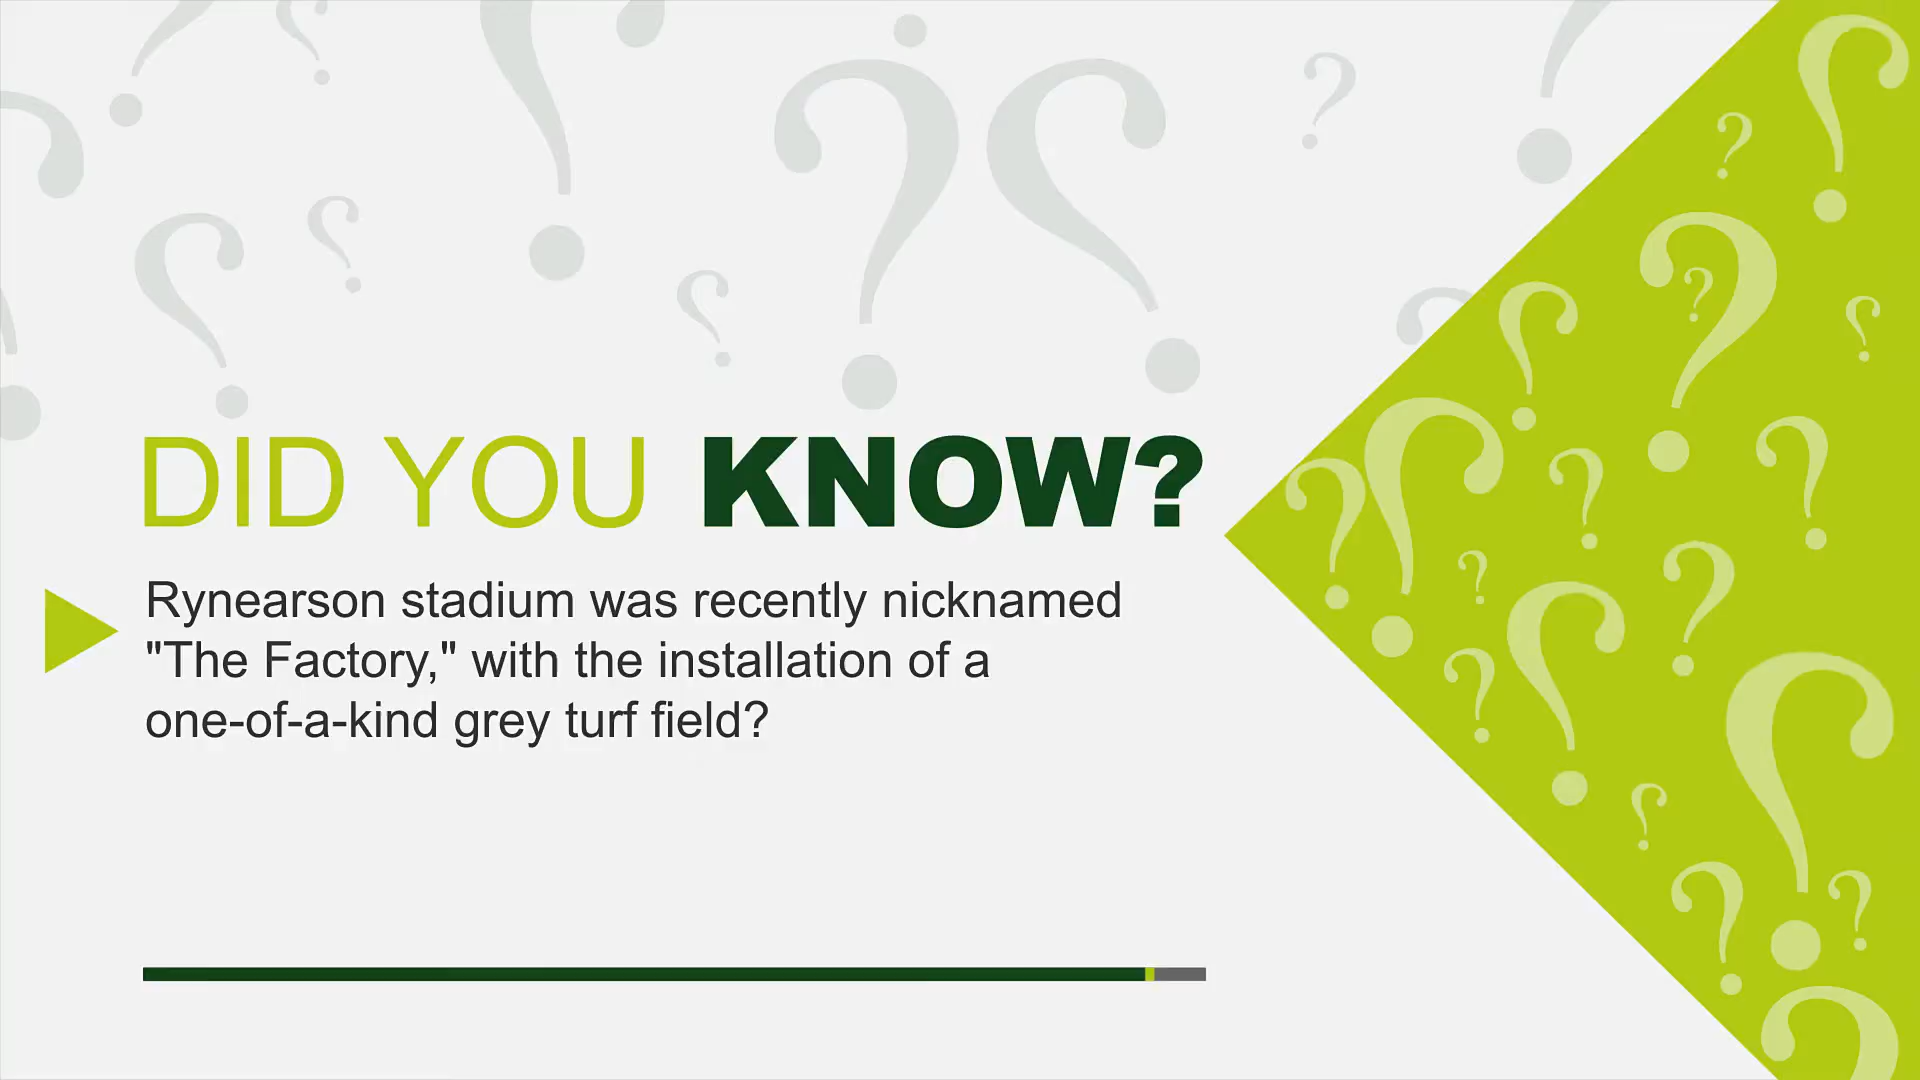 DID YOU KNOW?
Rynearson stadium was recently nicknamed
"The Factory," with the installation of a
one-of-a-kind grey turf field?